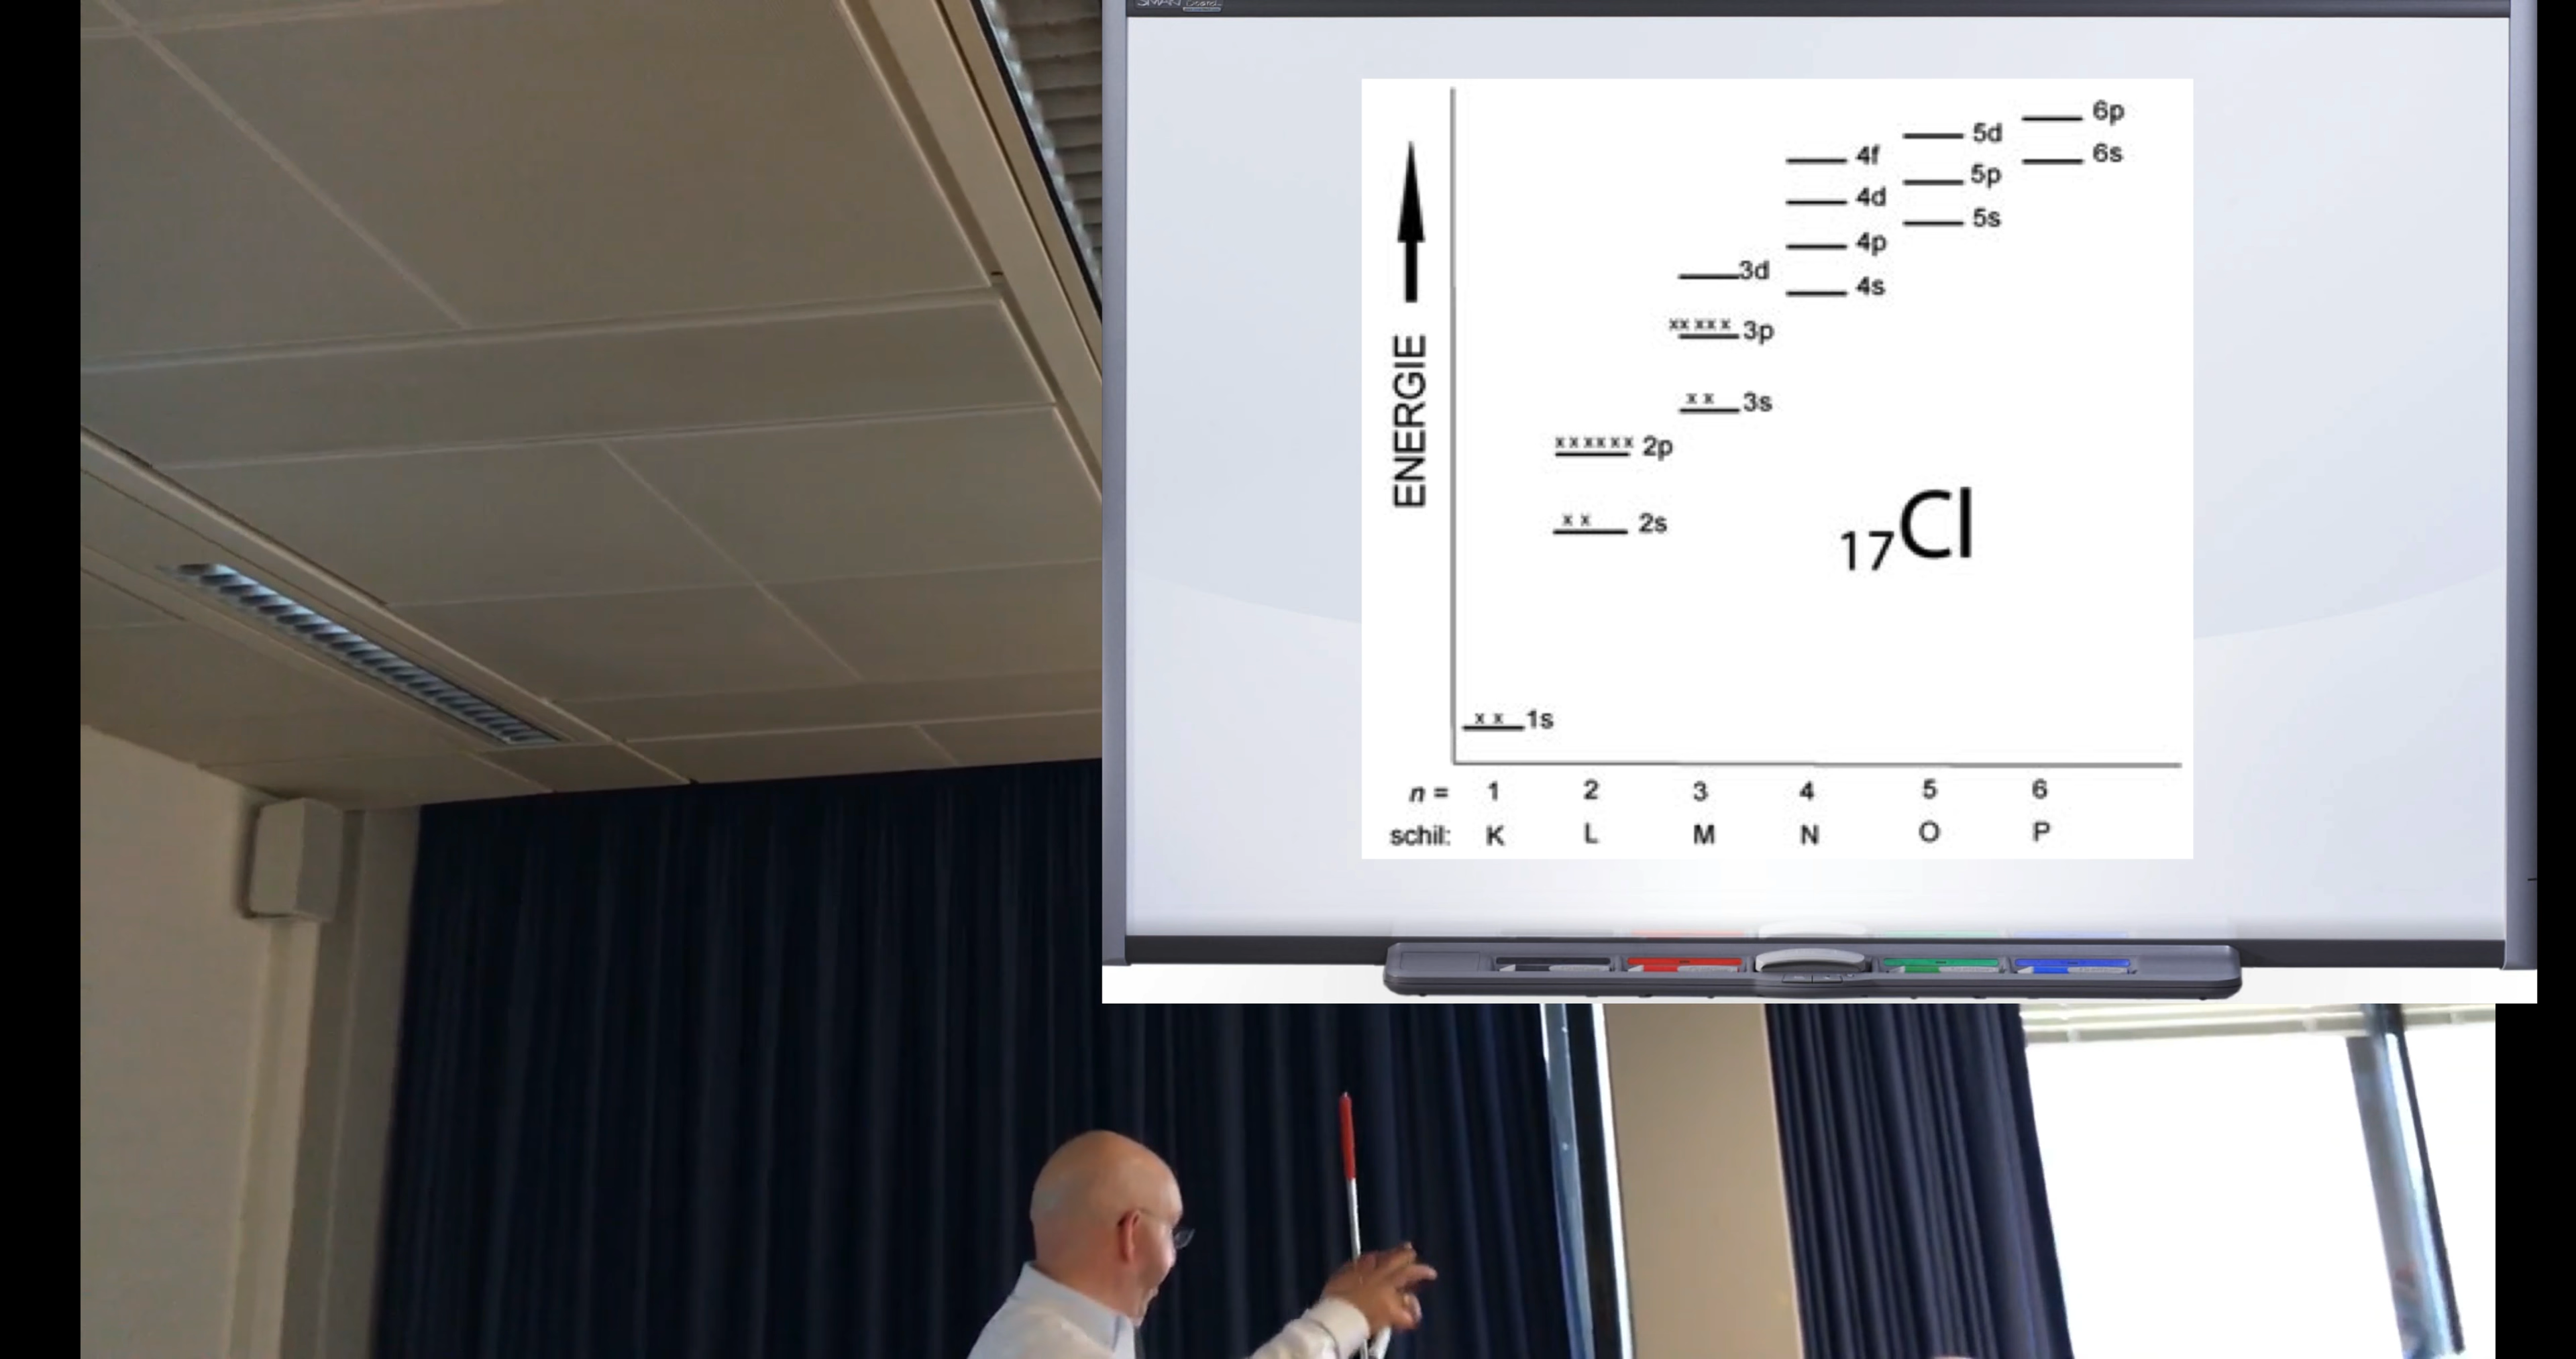 6p
5d
4f
6s
5p
4d
5s
4p
3d
4s
xx xxx 3p
x x 3s
xxxxxx 2p
x x 2s
ENERGIE
17Cl
x x 1s
n = 1 2 3 4 5 6
schil: K L M N O P